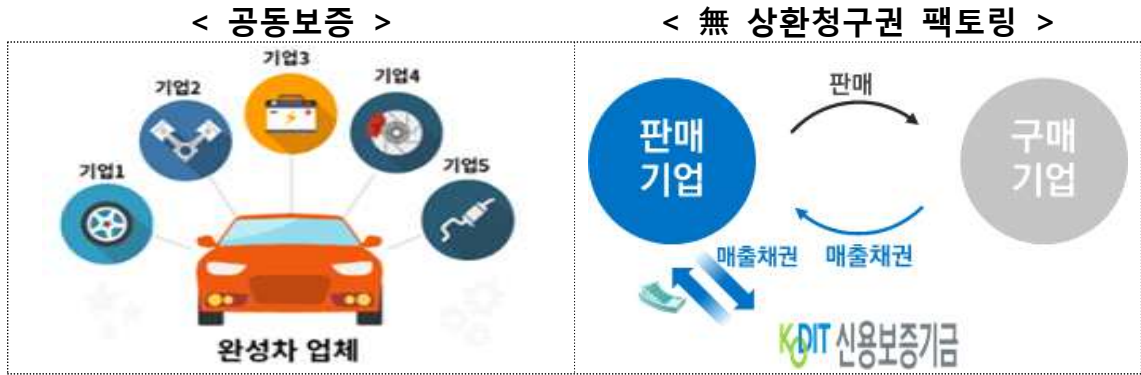 < 공동보증 >
기업1
기업2
기업3
기업4
기업5
완성차 업체
< 無 상환청구권 팩토링 >
판매
기업
판매
구매
기업
매출채권
매출채권
KODIT 신용보증기금